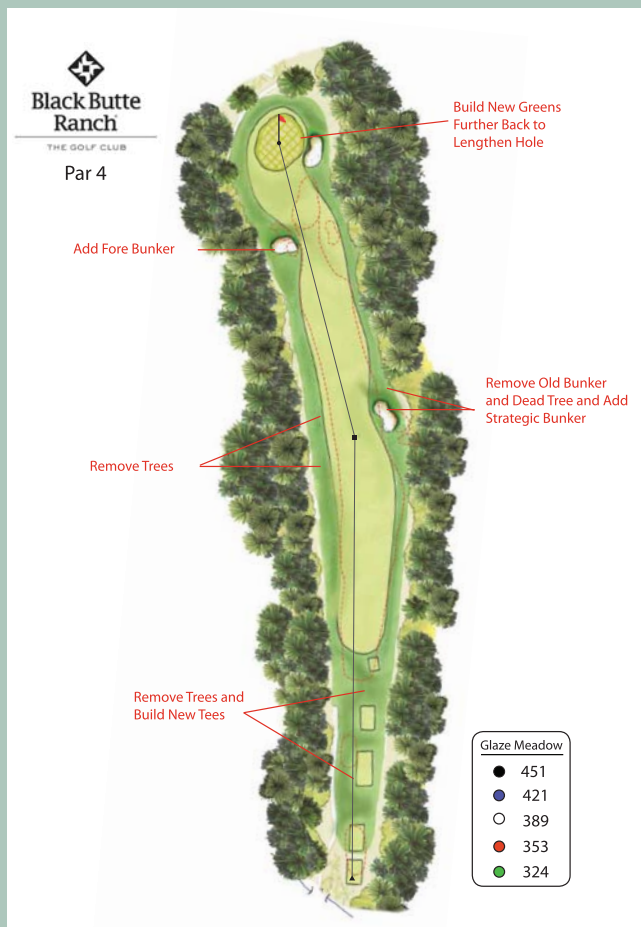 Black Butte
Ranch
THE GOLF CLUB
Par 4
Build New Greens
Further Back to
Lengthen Hole
Add Fore Bunker
Remove Old Bunker
and Dead Tree and Add
Strategic Bunker
Remove Trees
Remove Trees and
Build New Tees
Glaze Meadow
451
421
389
353
324